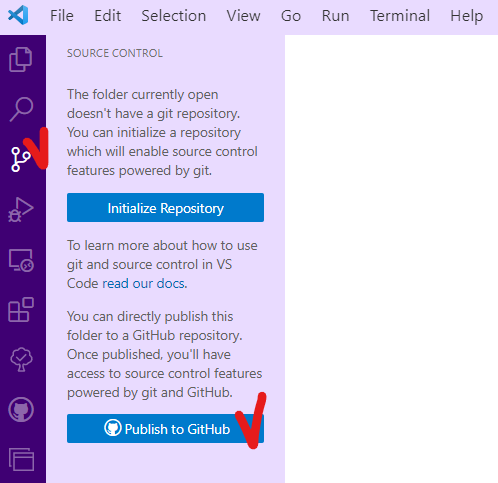 File Edit Selection View Go Run Terminal Help
SOURCE CONTROL
The folder currently open
doesn't have a git repository.
You can initialize a repository
which will enable source control
features powered by git.
Initialize Repository
To learn more about how to use
git and source control in VS
Code read our docs.
You can directly publish this
folder to a GitHub repository.
Once published, you'll have
access to source control features
powered by git and GitHub.
Publish to GitHub